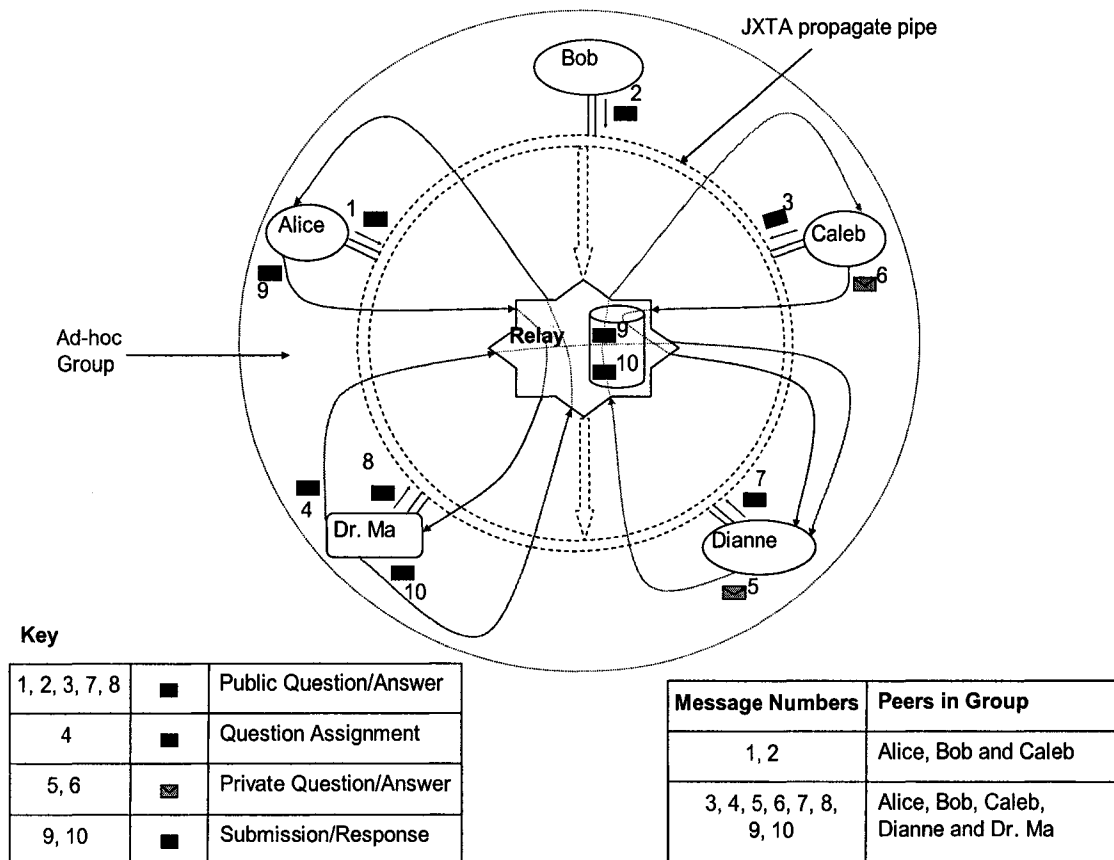 JXTA propagate pipe
Bob
2
1
3
Alice
Caleb
9
6
Ad-hoc
Group
Relay
9
10
8
7
4
Dr. Ma
Dianne
10
5
Key
1, 2, 3, 7, 8 Public Question/Answer
4 Question Assignment
5, 6 Private Question/Answer
9, 10 Submission/Response
Message Numbers Peers in Group
1, 2 Alice, Bob and Caleb
3, 4, 5, 6, 7, 8, Alice, Bob, Caleb,
9, 10 Dianne and Dr. Ma